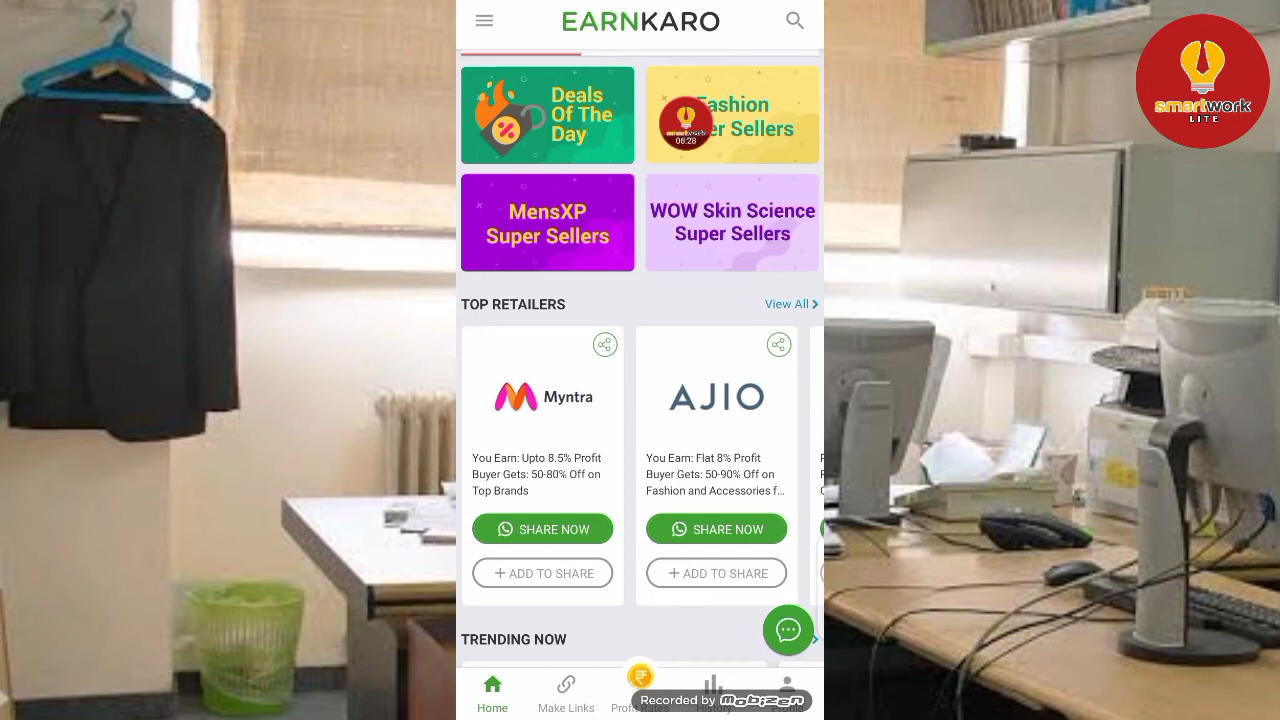 EARNKARO
Deals
Of The
Day
Fashion
er Sellers
06:28
MensXP
Super Sellers
WOW Skin Science
Super Sellers
TOP RETAILERS
View All
Myntra
You Earn: Upto 8.5% Profit
Buyer Gets: 50-80% Off on
Top Brands
SHARE NOW
+ ADD TO SHARE
AJIO
You Earn: Flat 8% Profit
Buyer Gets: 50-90% Off on
Fashion and Accessories f...
SHARE NOW
+ ADD TO SHARE
TRENDING NOW
Home
Make Links
Recorded by mobizen
smartwork
LITE